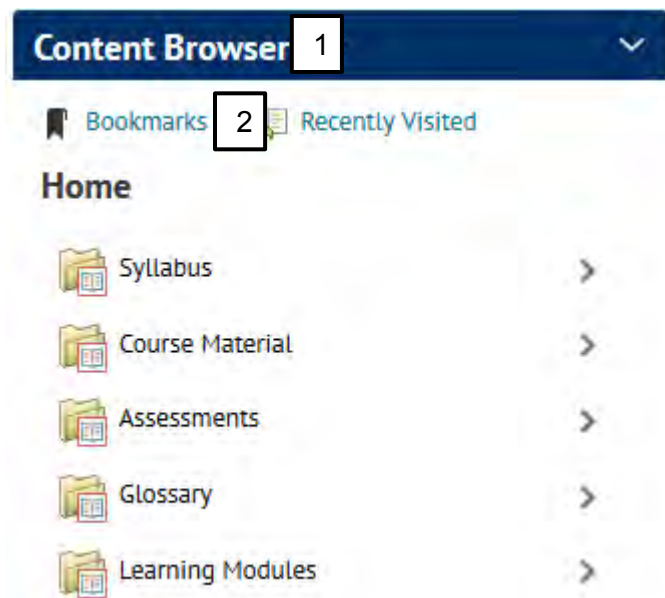 Content Browser 1
Bookmarks 2 Recently Visited
Home
Syllabus
Course Material
Assessments
Glossary
Learning Modules